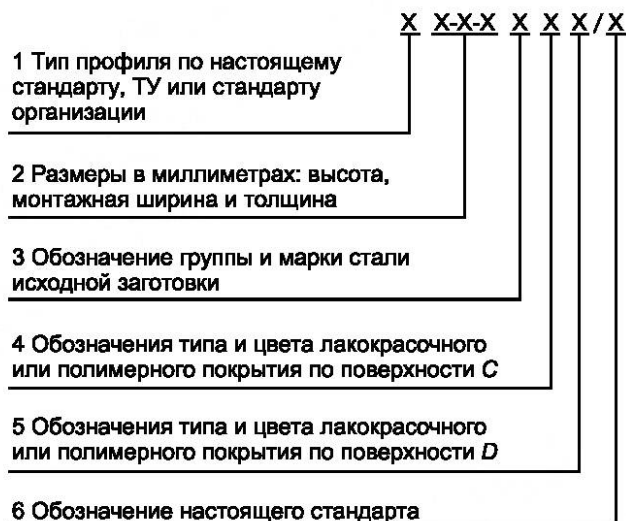 X X-X-X X X X/X
1 Тип профиля по настоящему
стандарту, ТУ или стандарту
организации
2 Размеры в миллиметрах: высота,
монтажная ширина и толщина
3 Обозначение группы и марки стали
исходной заготовки
4 Обозначения типа и цвета лакокрасочного
или полимерного покрытия по поверхности C
5 Обозначения типа и цвета лакокрасочного
или полимерного покрытия по поверхности D
6 Обозначение настоящего стандарта